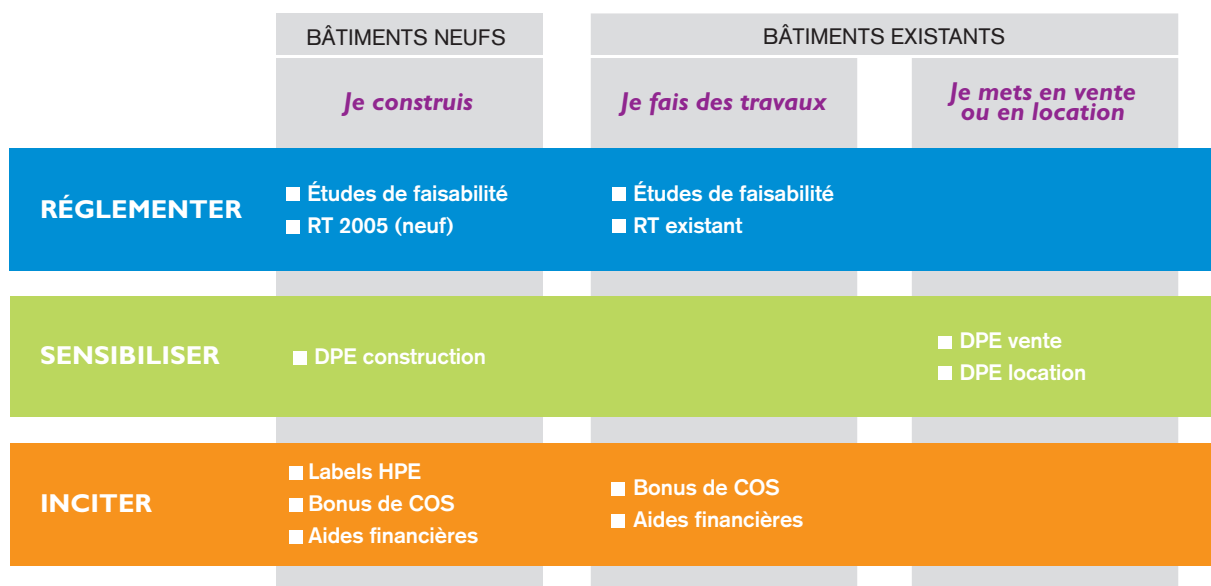 BÂTIMENTS NEUFS
BÂTIMENTS EXISTANTS
Je construis
Je fais des travaux
Je mets en vente
ou en location
RÉGLEMENTER
Études de faisabilité
RT 2005 (neuf)
Études de faisabilité
RT existant
SENSIBILISER
DPE construction
DPE vente
DPE location
INCITER
Labels HPE
Bonus de COS
Aides financières
Bonus de COS
Aides financières